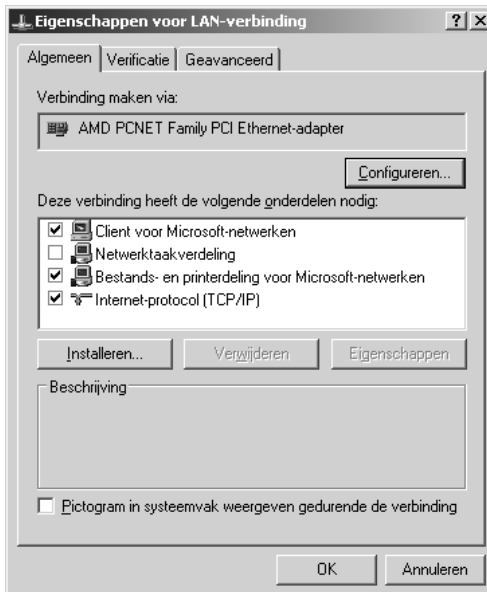 Eigenschappen voor LAN-verbinding
Algemeen Verificatie Geavanceerd
Verbinding maken via:
AMD PCNET Family PCI Ethernet-adapter
Configureren...
Deze verbinding heeft de volgende onderdelen nodig:
Client voor Microsoft-netwerken
Netwerktaakverdeling
Bestands- en printerdeling voor Microsoft-netwerken
Internet-protocol (TCP/IP)
Installeren... Verwijderen Eigenschappen
Beschrijving
Pictogram in systeemvak weergeven gedurende de verbinding
OK Annuleren